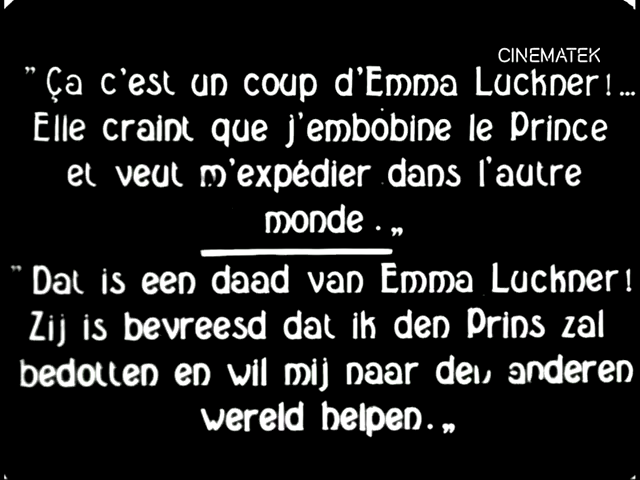 CINEMATEK
"Ça c'est un coup d'Emma Luckner!...
Elle craint que j'embobine le Prince
et veut m'expédier dans l'autre
monde."
"Dat is een daad van Emma Luckner!
Zij is bevreesd dat ik den Prins zal
bedotten en wil mij naar den anderen
wereld helpen."